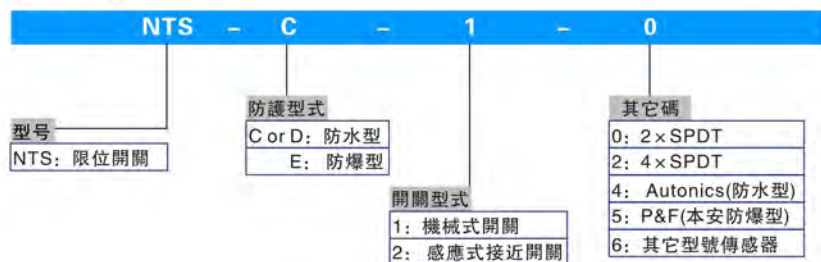 NTS – C – 1 – 0
型号
NTS：限位開關
防護型式
C or D：防水型
E：防爆型
開關型式
1：機械式開關
2：感應式接近開關
其它碼
0：2×SPDT
2：4×SPDT
4： Autonics(防水型)
5：P&F(本安防爆型)
6：其它型號傳感器